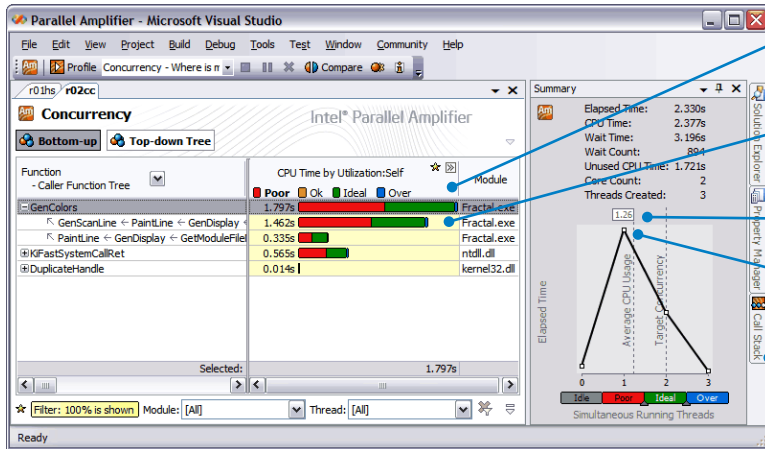 Parallel Amplifier - Microsoft Visual Studio
File Edit View Project Build Debug Tools Test Window Community Help
Profile Concurrency - Where is m Compare
r01hs r02cc
Concurrency Intel® Parallel Amplifier
Bottom-up Top-down Tree
Function
- Caller Function Tree
CPU Time by Utilization:Self
Poor Ok Ideal Over
Module
GenColors 1.797s Fractal.exe
GenScanLine ← PaintLine ← GenDisplay ← 1.462s Fractal.exe
PaintLine ← GenDisplay ← GetModuleFileI 0.335s Fractal.exe
KiFastSystemCallRet 0.565s ntdll.dll
DuplicateHandle 0.014s kernel32.dll
Selected: 1.797s
Filter: 100% is shown Module: [All] Thread: [All]
Ready
Summary
Elapsed Time: 2.330s
CPU Time: 2.377s
Wait Time: 3.196s
Wait Count: 894
Unused CPU Time: 1.721s
Core Count: 2
Threads Created: 3
1.26
Elapsed Time
Average CPU Usage
Target Concurrency
0 1 2 3
Idle Poor Ideal Over
Simultaneous Running Threads
Solution Explorer
Property Manager
Call Stack